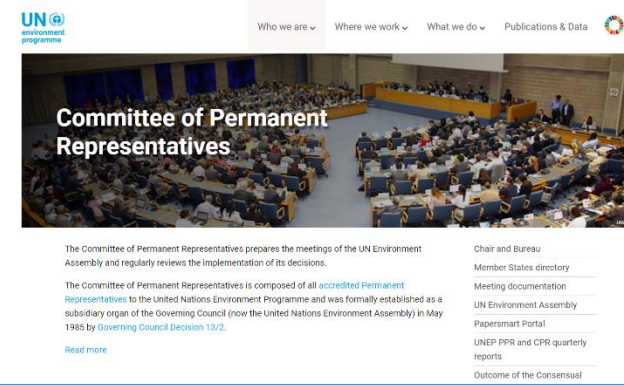 UN
environment
programme
Who we are
Where we work
What we do
Publications & Data
Committee of Permanent
Representatives
The Committee of Permanent Representatives prepares the meetings of the UN Environment
Assembly and regularly reviews the implementation of its decisions.
The Committee of Permanent Representatives is composed of all accredited Permanent
Representatives to the United Nations Environment Programme and was formally established as a
subsidiary organ of the Governing Council (now the United Nations Environment Assembly) in May
1985 by Governing Council Decision 13/2.
Read more
Chair and Bureau
Member States directory
Meeting documentation
UN Environment Assembly
Papersmart Portal
UNEP PPR and CPR quarterly
reports
Outcome of the Consensual